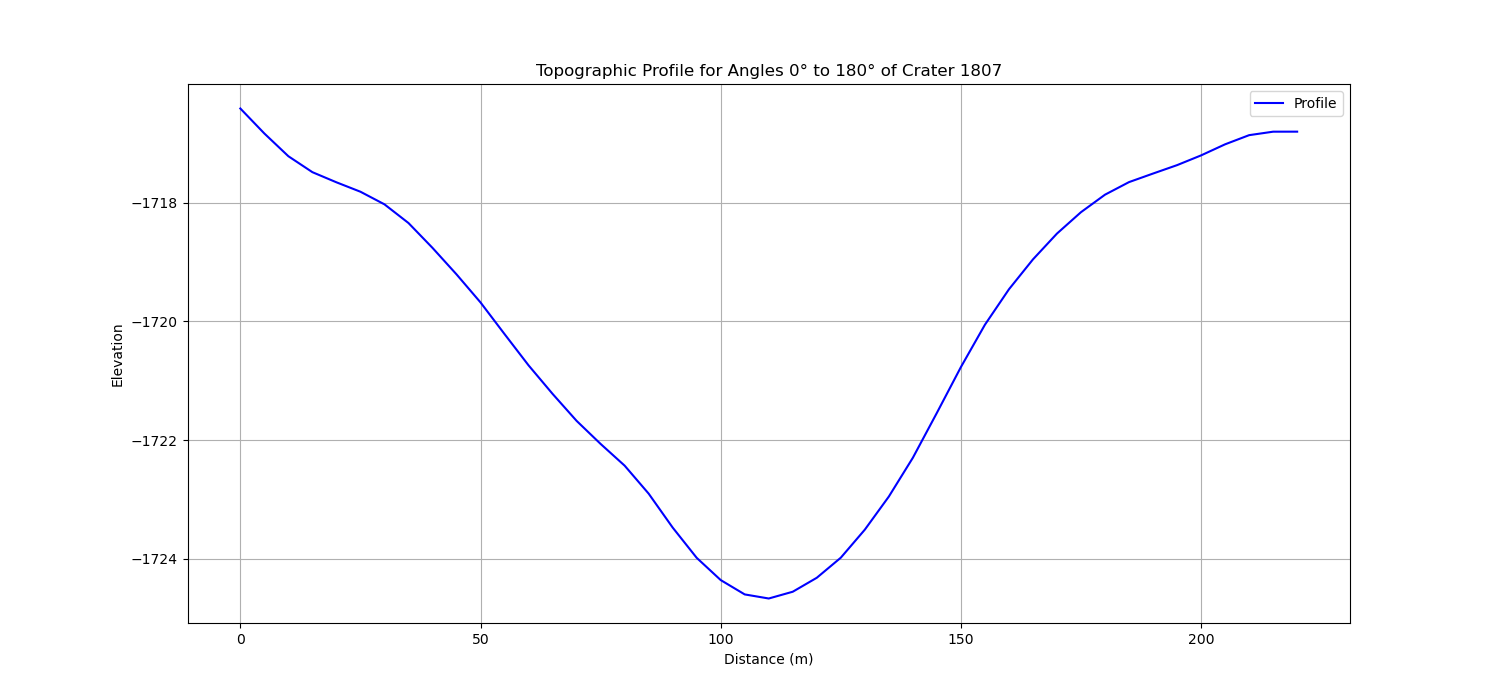 Topographic Profile for Angles 0° to 180° of Crater 1807
Profile
−1718
−1720
−1722
−1724
Elevation
0 50 100 150 200
Distance (m)